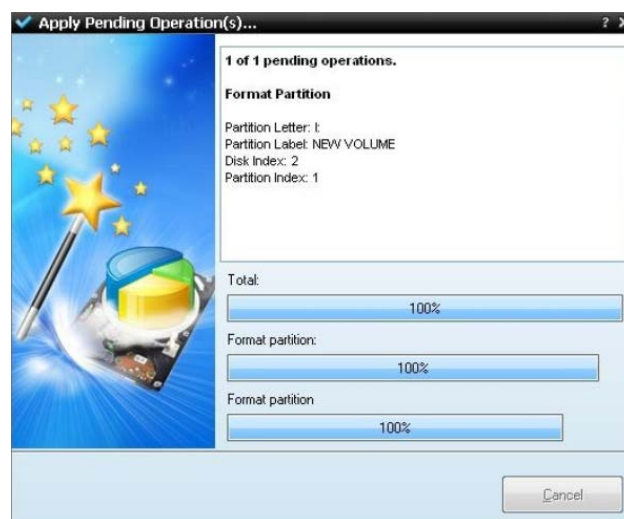 Apply Pending Operation(s)...
? X
1 of 1 pending operations.
Format Partition
Partition Letter: I:
Partition Label: NEW VOLUME
Disk Index: 2
Partition Index: 1
Total:
100%
Format partition:
100%
Format partition
100%
Cancel